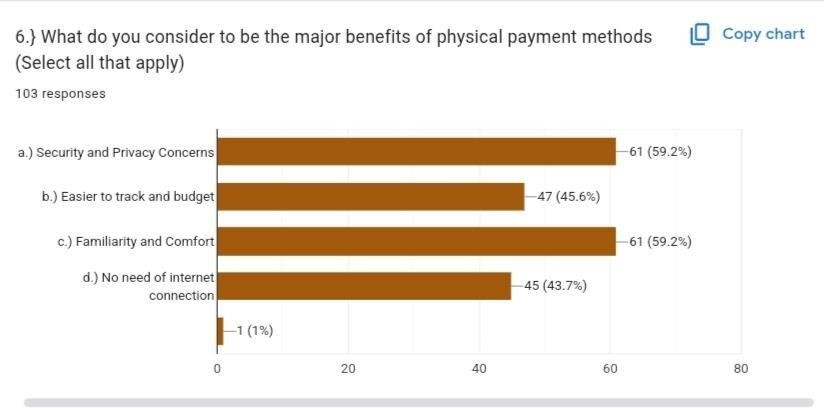 6.} What do you consider to be the major benefits of physical payment methods
(Select all that apply)
Copy chart
103 responses
a.) Security and Privacy Concerns
61 (59.2%)
b.) Easier to track and budget
47 (45.6%)
c.) Familiarity and Comfort
61 (59.2%)
d.) No need of internet
connection
45 (43.7%)
1 (1%)
0 20 40 60 80